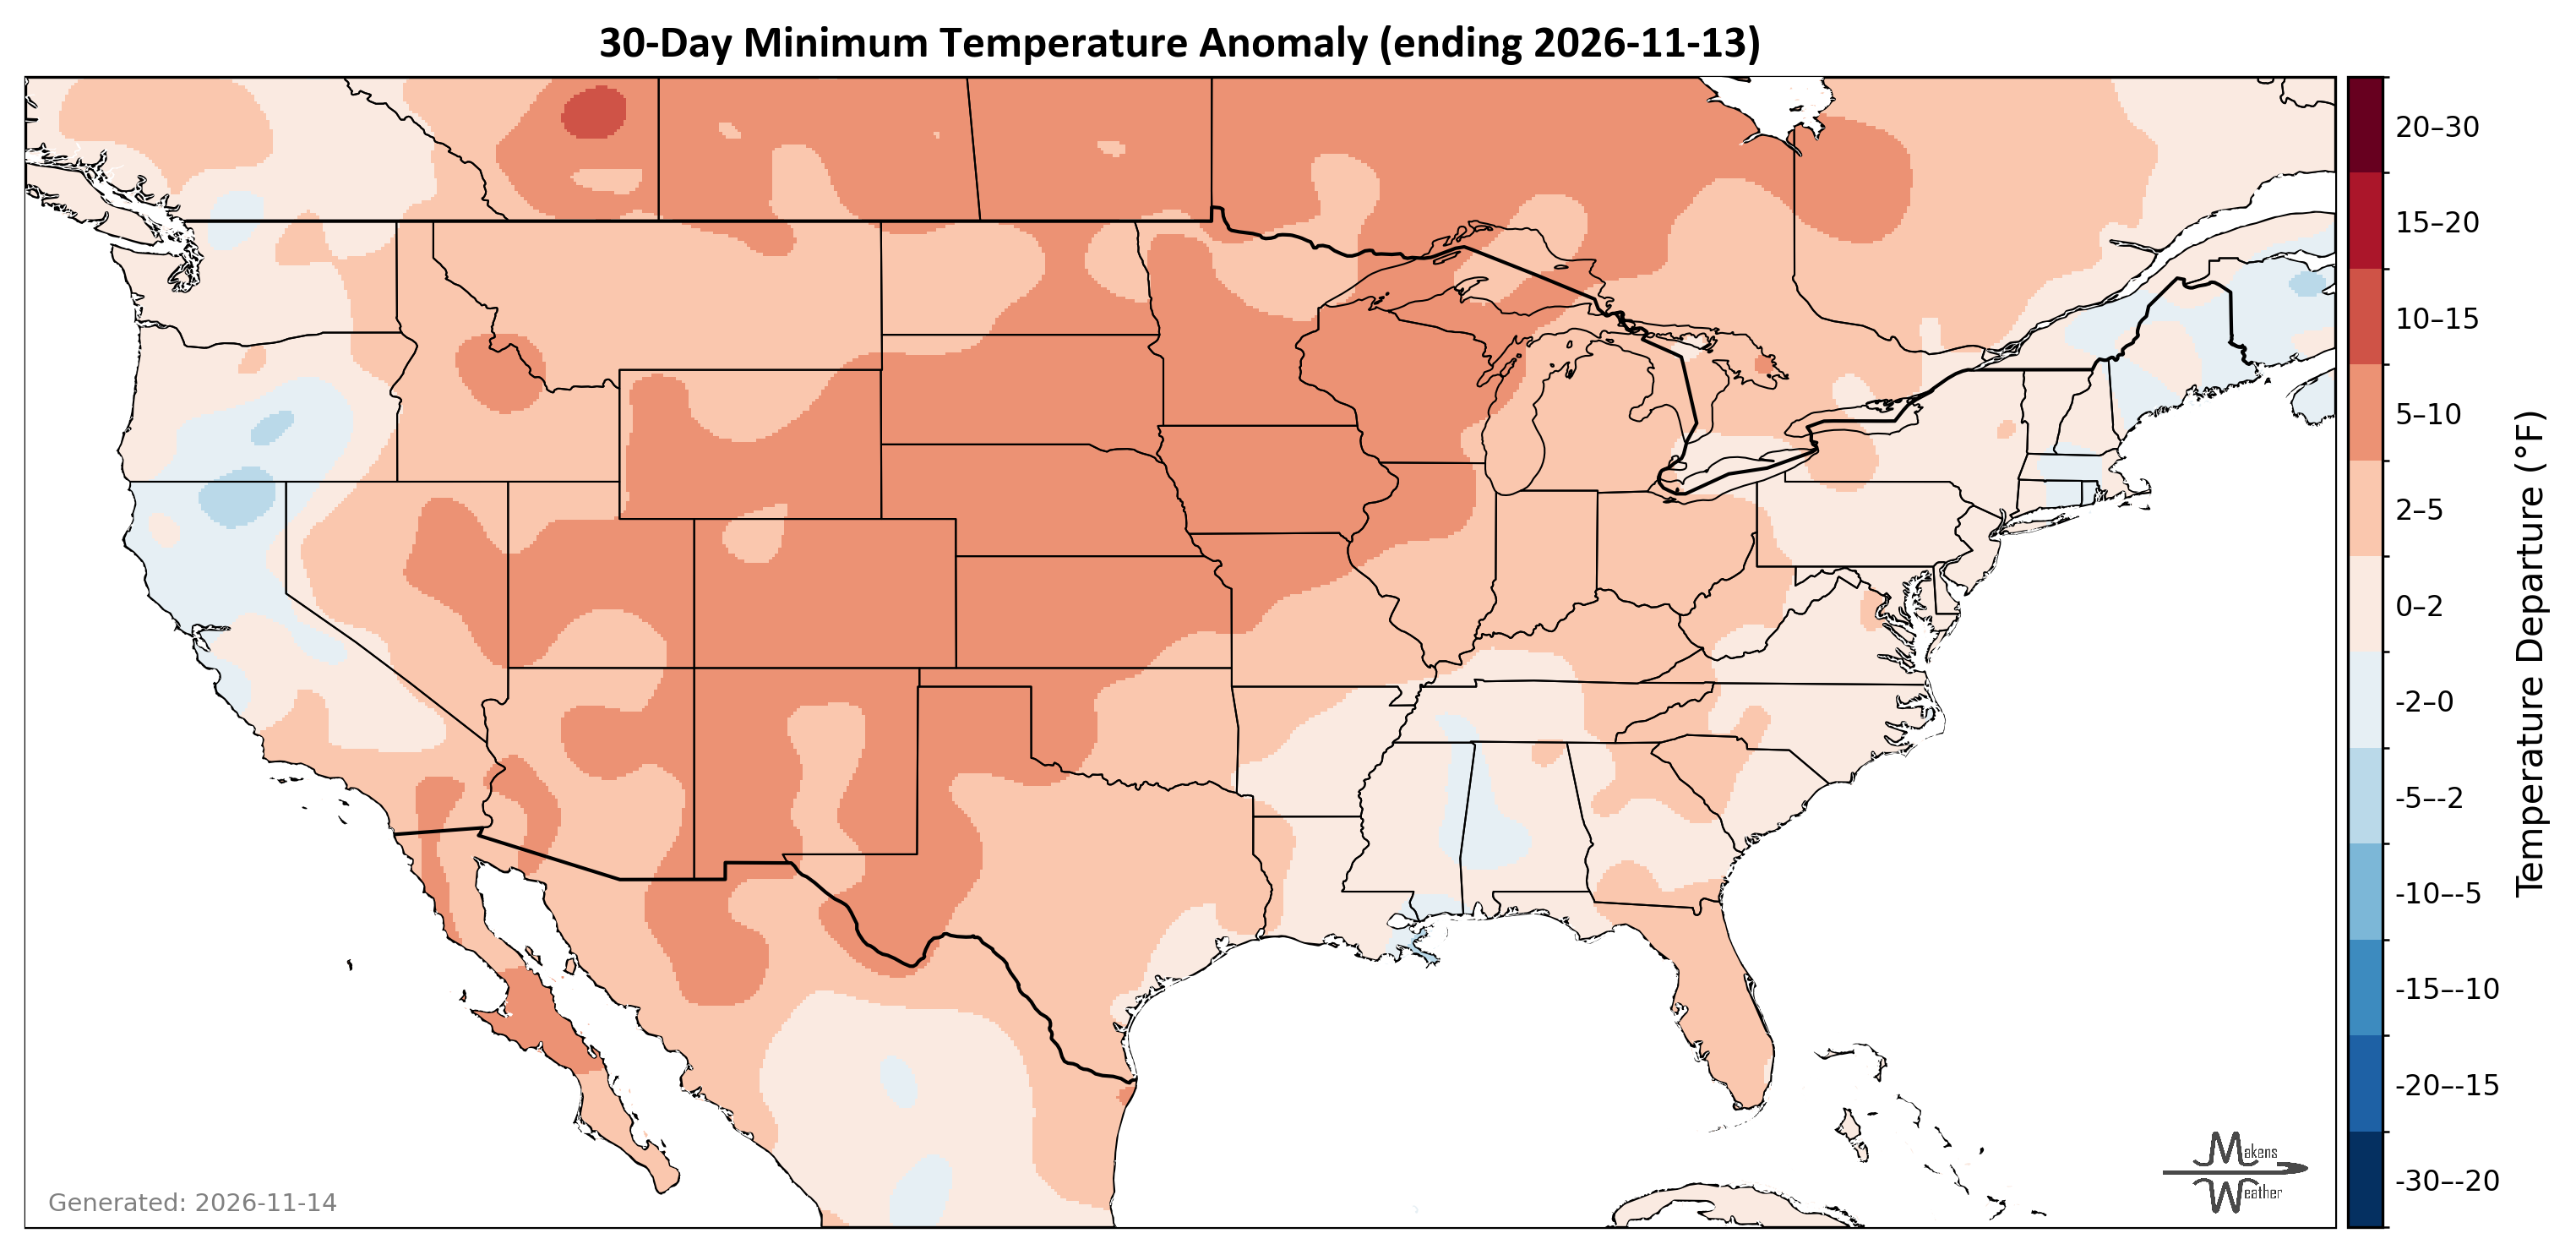 30-Day Minimum Temperature Anomaly (ending 2026-11-13)
20–30
15–20
10–15
5–10
2–5
0–2
-2–0
-5–-2
-10–-5
-15–-10
-20–-15
-30–-20
Temperature Departure (°F)
Generated: 2026-11-14
Makens
Weather